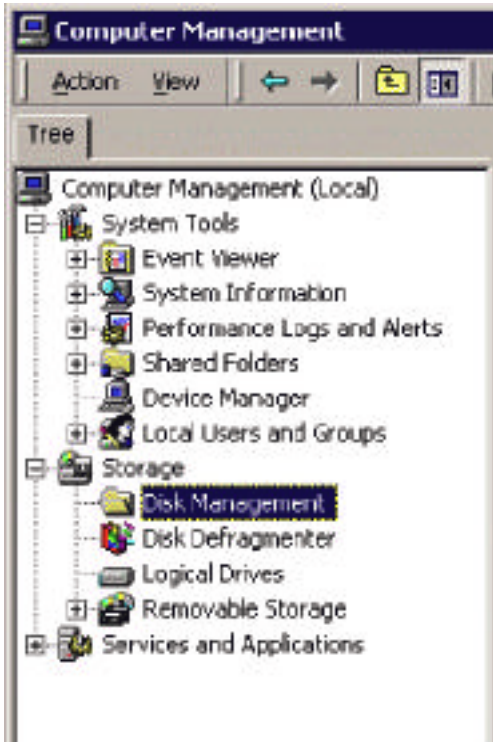 Computer Management
Action View
Tree
Computer Management (Local)
System Tools
Event Viewer
System Information
Performance Logs and Alerts
Shared Folders
Device Manager
Local Users and Groups
Storage
Disk Management
Disk Defragmenter
Logical Drives
Removable Storage
Services and Applications